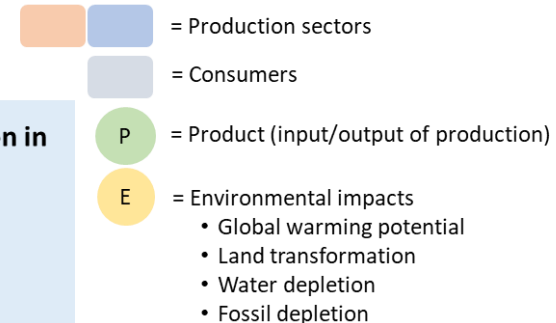 = Production sectors
= Consumers
n in
P = Product (input/output of production)
E = Environmental impacts
• Global warming potential
• Land transformation
• Water depletion
• Fossil depletion